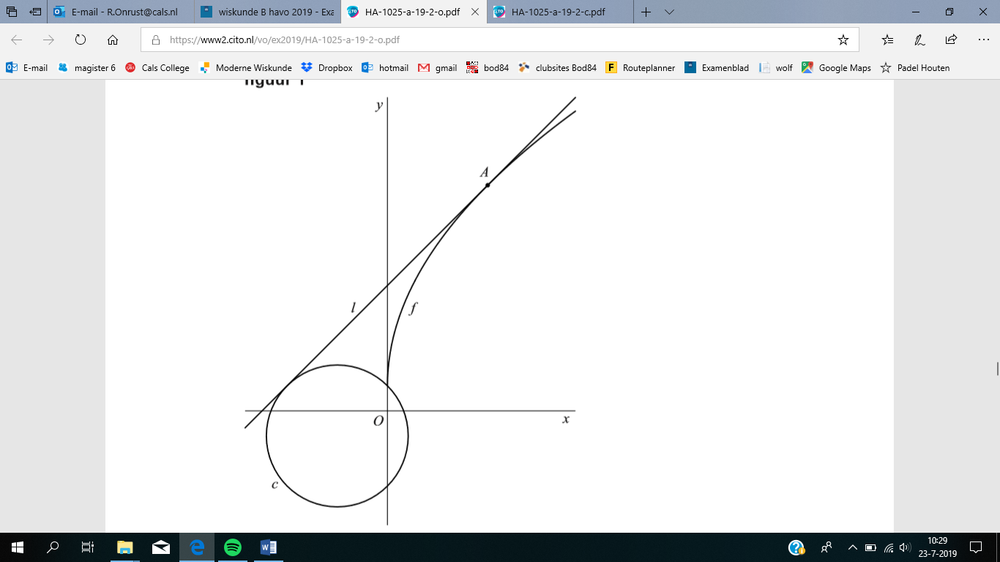 E-mail - R.Onrust@cals.nl
wiskunde B havo 2019 - Exa
HA-1025-a-19-2-o.pdf
HA-1025-a-19-2-c.pdf
https://www2.cito.nl/vo/ex2019/HA-1025-a-19-2-o.pdf
E-mail
magister 6
Cals College
Moderne Wiskunde
Dropbox
hotmail
gmail
bod84
clubsites Bod84
Routeplanner
Examenblad
wolf
Google Maps
Padel Houten
y
A
l
f
O
x
c
10:29
23-7-2019